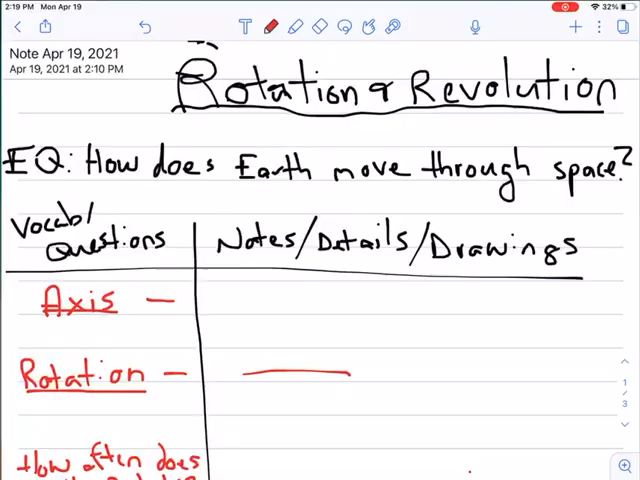 2:19 PM Mon Apr 19
32%
T
Note Apr 19, 2021
Apr 19, 2021 at 2:10 PM
Rotation & Revolution
EQ: How does Earth move through space?
Vocab/
Questions
Notes/Details/Drawings
Axis —
Rotation —
1
/
3
How often does